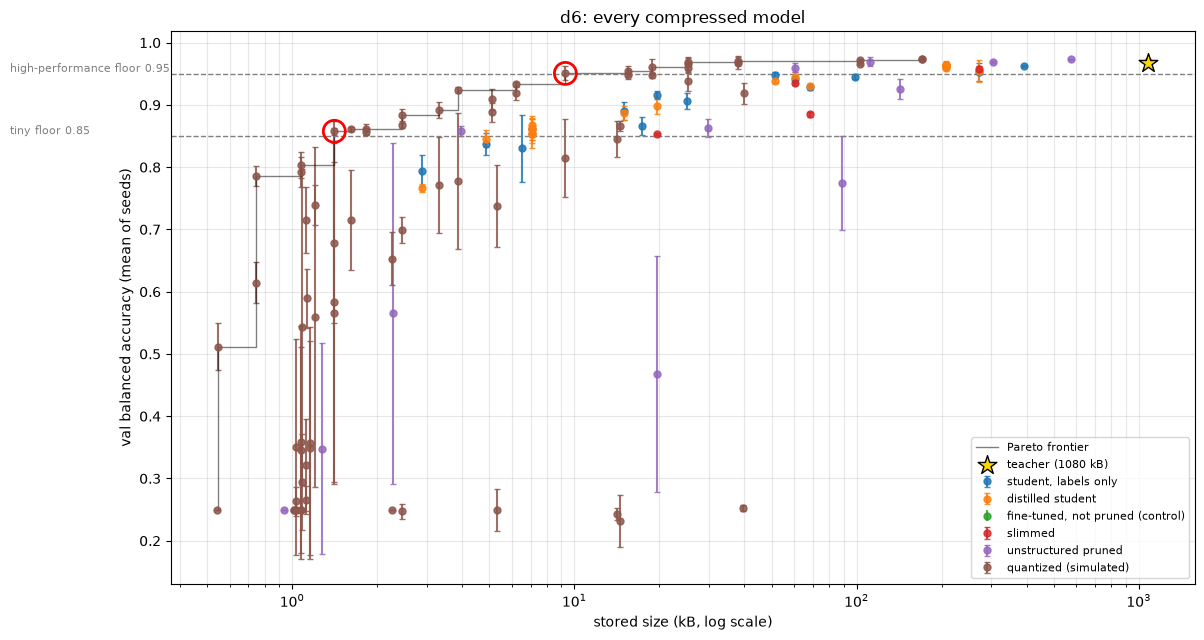 d6: every compressed model
high-performance floor 0.95
tiny floor 0.85
val balanced accuracy (mean of seeds)
1.0
0.9
0.8
0.7
0.6
0.5
0.4
0.3
0.2
Pareto frontier
teacher (1080 kB)
student, labels only
distilled student
fine-tuned, not pruned (control)
slimmed
unstructured pruned
quantized (simulated)
10⁰
10¹
10²
10³
stored size (kB, log scale)